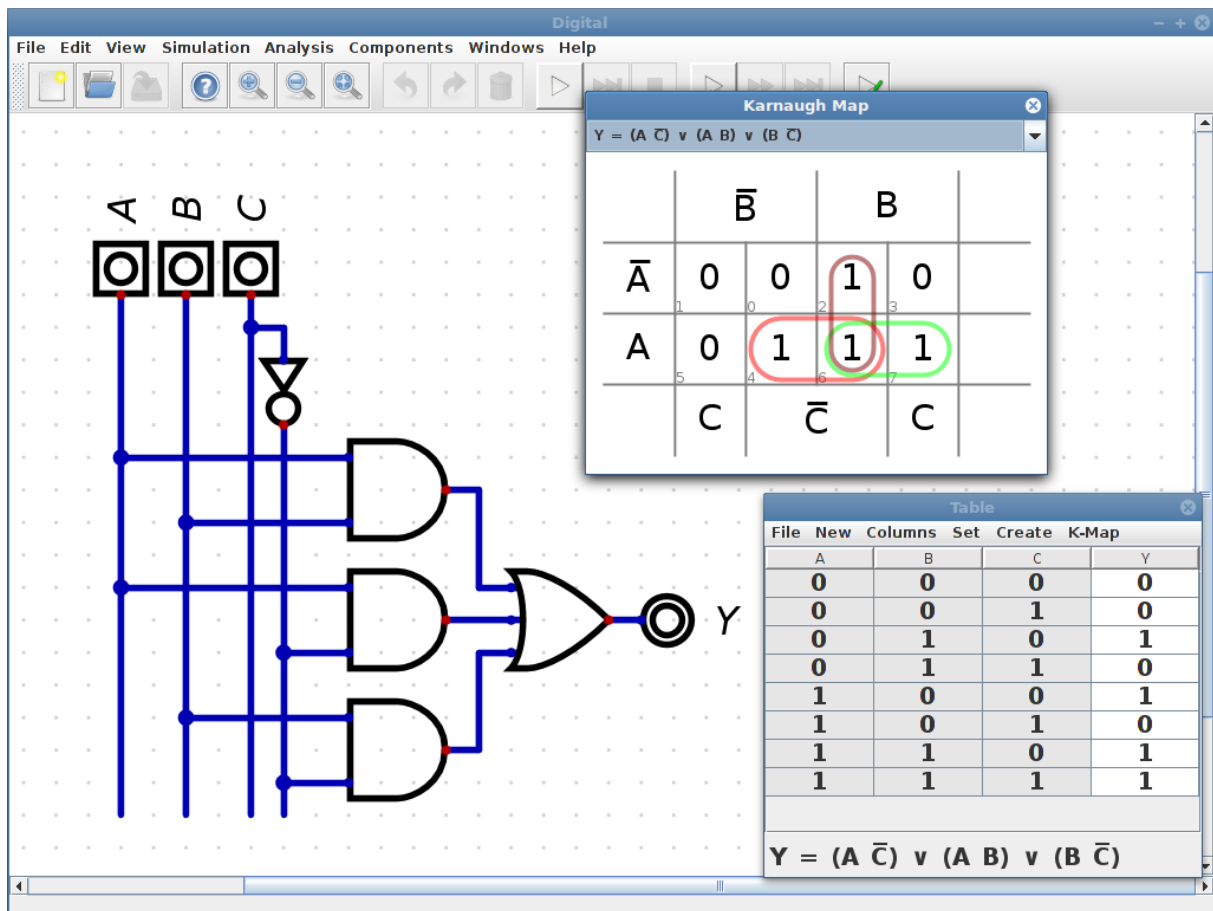 Digital
File Edit View Simulation Analysis Components Windows Help
Karnaugh Map
Y = (A C̅) ∨ (A B) ∨ (B C̅)
B̅ B
A̅ 0 0 1 0
1 0 2 3
A 0 1 1 1
5 4 6 7
C C̅ C
A B C
Y
Table
File New Columns Set Create K-Map
A B C Y
0 0 0 0
0 0 1 0
0 1 0 1
0 1 1 0
1 0 0 1
1 0 1 0
1 1 0 1
1 1 1 1
Y = (A C̅) ∨ (A B) ∨ (B C̅)